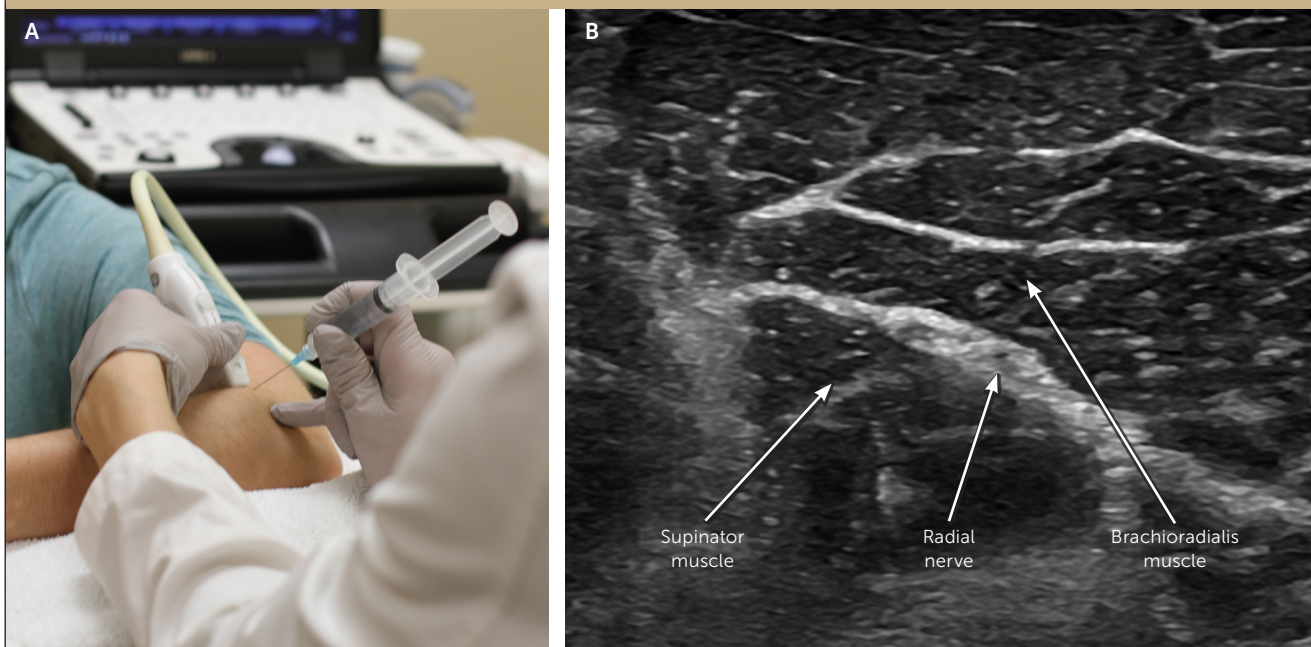 A
B
Supinator
muscle
Radial
nerve
Brachioradialis
muscle